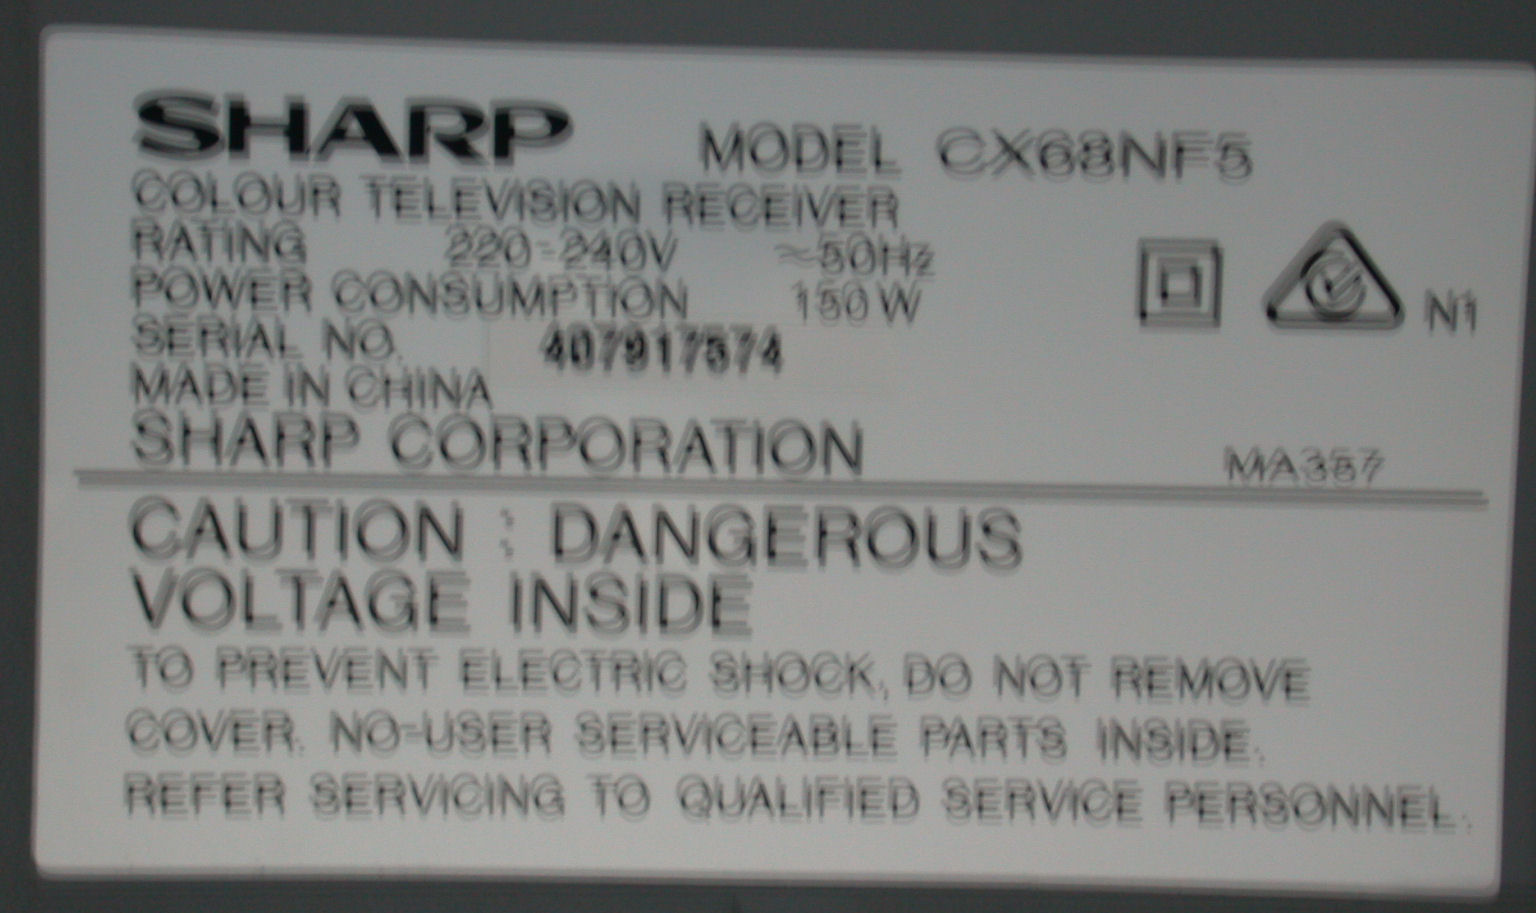 SHARP MODEL CX68NF5
COLOUR TELEVISION RECEIVER
RATING 220-240V ~50Hz
POWER CONSUMPTION 150W
SERIAL NO. 407917574
MADE IN CHINA
SHARP CORPORATION
N1
MA357
CAUTION : DANGEROUS
VOLTAGE INSIDE
TO PREVENT ELECTRIC SHOCK, DO NOT REMOVE
COVER. NO-USER SERVICEABLE PARTS INSIDE.
REFER SERVICING TO QUALIFIED SERVICE PERSONNEL.